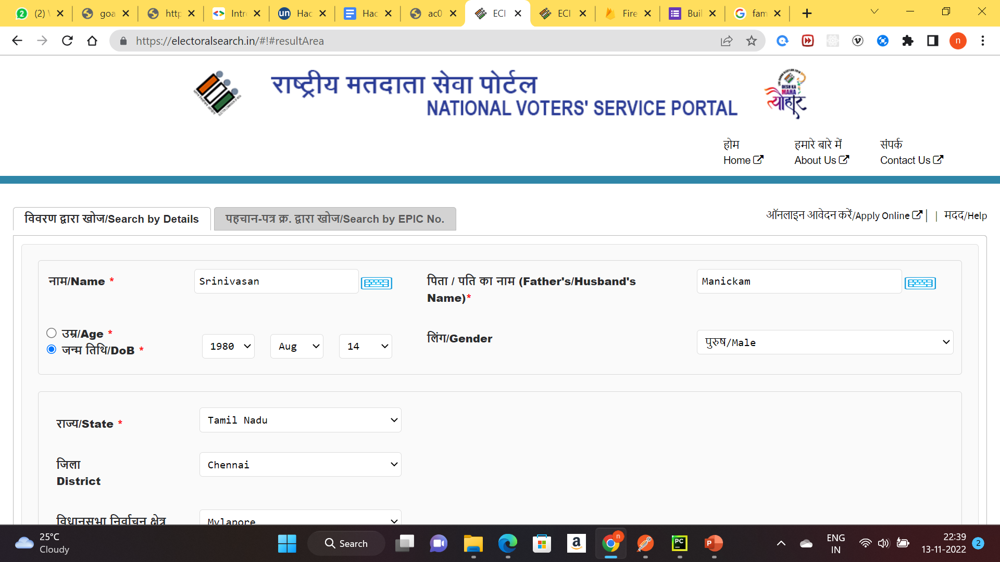 (2) goa http Intr Hac Hac ac0 ECI ECI Fire Buil fam
https://electoralsearch.in/#!#resultArea n
राष्ट्रीय मतदाता सेवा पोर्टल
NATIONAL VOTERS' SERVICE PORTAL
DESH KA
MAHA
त्योहार
होम हमारे बारे में संपर्क
Home About Us Contact Us
विवरण द्वारा खोज/Search by Details पहचान-पत्र क्र. द्वारा खोज/Search by EPIC No. ऑनलाइन आवेदन करें/Apply Online | | मदद/Help
नाम/Name * Srinivasan पिता / पति का नाम (Father's/Husband's Name)* Manickam
उम्र/Age *
जन्म तिथि/DoB * 1980 Aug 14 लिंग/Gender पुरुष/Male
राज्य/State * Tamil Nadu
जिला
District Chennai
विधानसभा निर्वाचन क्षेत्र Mylapore
25°C
Cloudy
Search
ENG
IN
22:39
13-11-2022
2